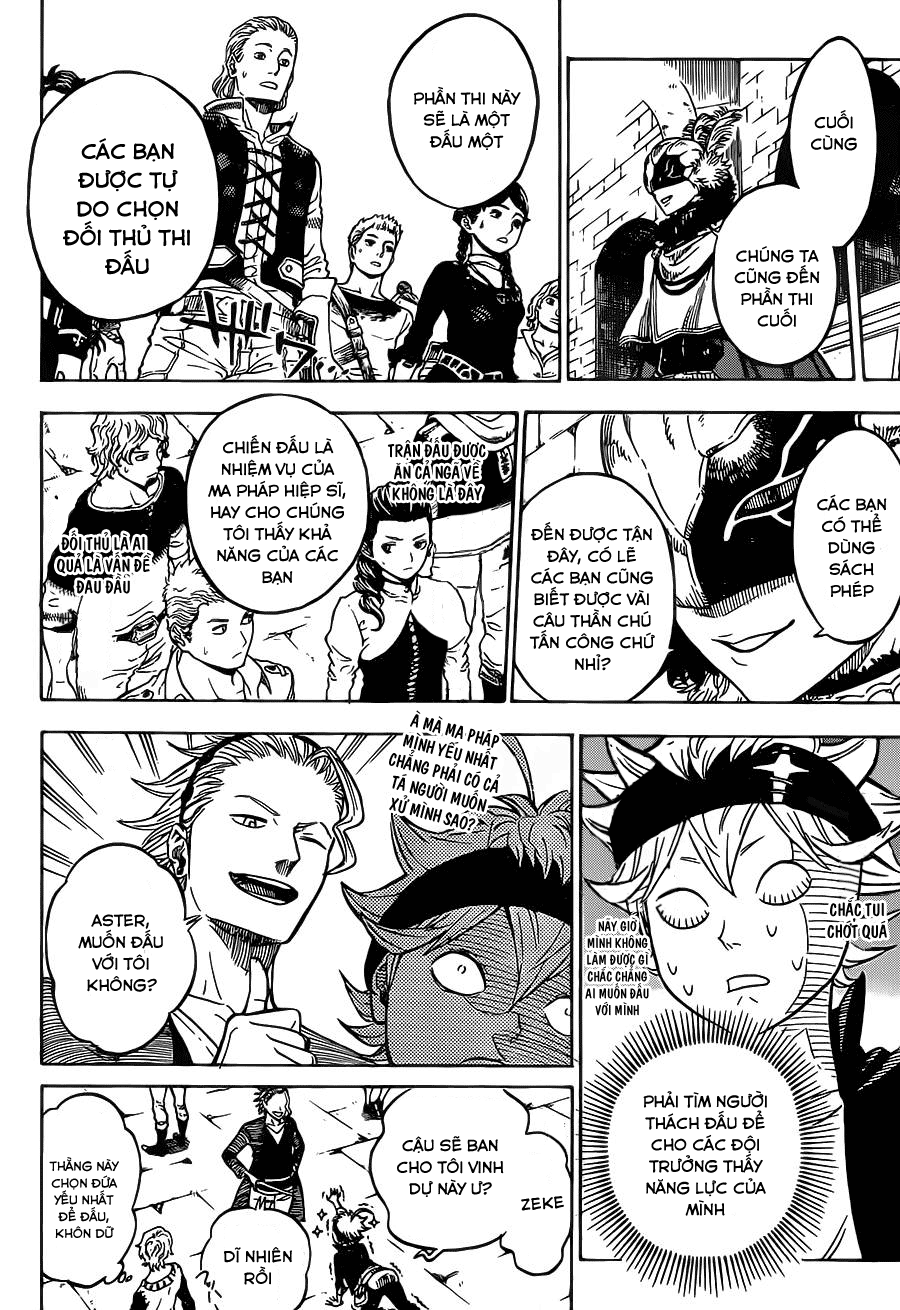 CUỐI
CÙNG
CHÚNG TA
CŨNG ĐẾN
PHẦN THI
CUỐI
PHẦN THI NÀY
SẼ LÀ MỘT
ĐẤU MỘT
CÁC BẠN
ĐƯỢC TỰ
DO CHỌN
ĐỐI THỦ THI
ĐẤU
CÁC BẠN
CÓ THỂ
DÙNG
SÁCH
PHÉP
ĐẾN ĐƯỢC TẬN
ĐÂY, CÓ LẼ
CÁC BẠN CŨNG
BIẾT ĐƯỢC VÀI
CÂU THẦN CHÚ
TẤN CÔNG CHỨ
NHỈ?
TRẬN ĐẤU ĐƯỢC
ĂN CẢ NGÃ VỀ
KHÔNG LÀ ĐÂY
CHIẾN ĐẤU LÀ
NHIỆM VỤ CỦA
MA PHÁP HIỆP SĨ,
HAY CHO CHÚNG
TÔI THẤY KHẢ
NĂNG CỦA CÁC
BẠN
ĐỐI THỦ LÀ AI
QUẢ LÀ VẤN ĐỀ
ĐAU ĐẦU
CHẮC TUI
CHỚT QUÁ
NÃY GIỜ
MÌNH KHÔNG
LÀM ĐƯỢC GÌ
CHẮC CHẲNG
AI MUỐN ĐẤU
VỚI MÌNH
PHẢI TÌM NGƯỜI
THÁCH ĐẤU ĐỂ
CHO CÁC ĐỘI
TRƯỞNG THẤY
NĂNG LỰC CỦA
MÌNH
À MÀ MA PHÁP
MÌNH YẾU NHẤT
CHẲNG PHẢI CÓ CẢ
TÁ NGƯỜI MUỐN
XỬ MÌNH SAO?
ASTER,
MUỐN ĐẤU
VỚI TÔI
KHÔNG?
CẬU SẼ BAN
CHO TÔI VINH
DỰ NÀY Ư?
ZEKE
DĨ NHIÊN
RỒI
THẰNG NÀY
CHỌN ĐỨA
YẾU NHẤT
ĐỂ ĐẤU,
KHÔN DỮ